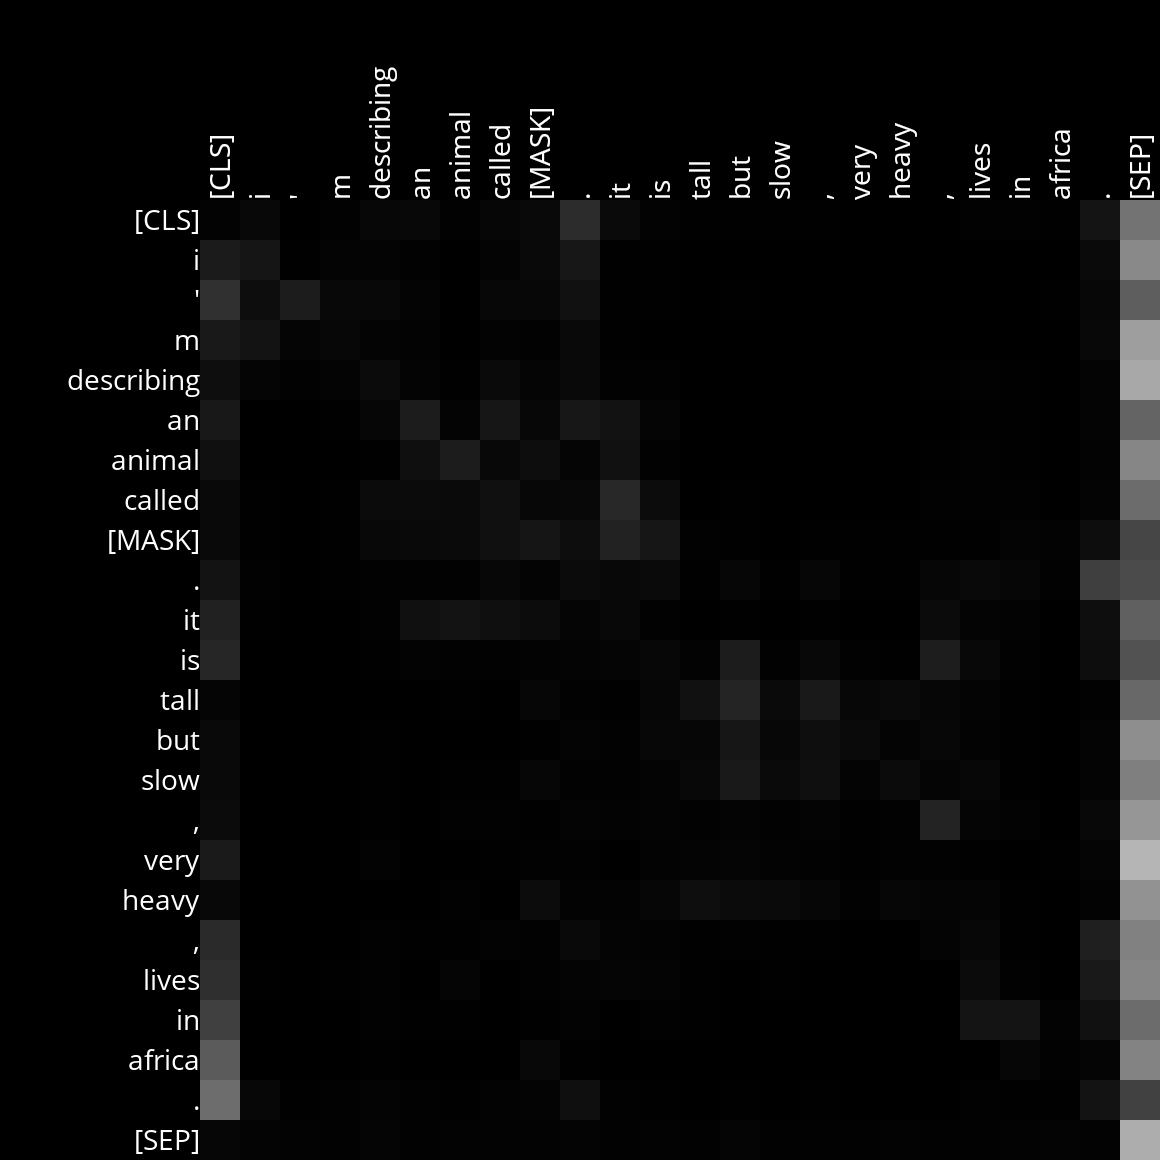 [CLS] i ' m describing an animal called [MASK] . it is tall but slow , very heavy , lives in africa . [SEP]
[CLS]
i
'
m
describing
an
animal
called
[MASK]
.
it
is
tall
but
slow
,
very
heavy
,
lives
in
africa
.
[SEP]